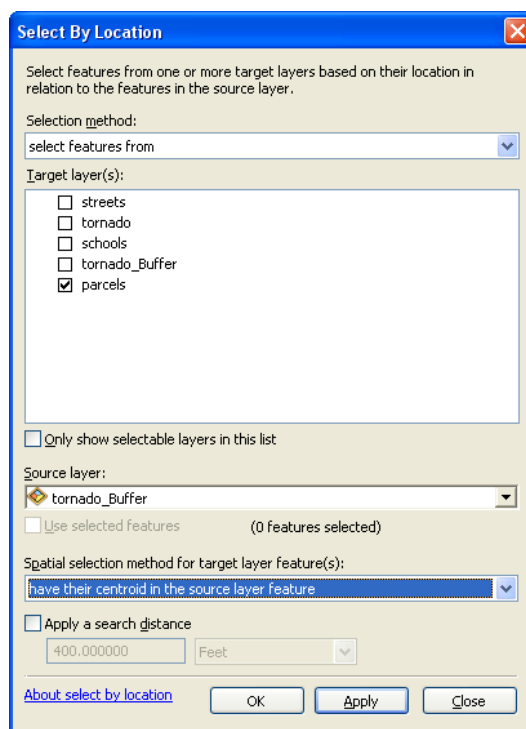 Select By Location
Select features from one or more target layers based on their location in
relation to the features in the source layer.
Selection method:
select features from
Target layer(s):
streets
tornado
schools
tornado_Buffer
parcels
Only show selectable layers in this list
Source layer:
tornado_Buffer
Use selected features (0 features selected)
Spatial selection method for target layer feature(s):
have their centroid in the source layer feature
Apply a search distance
400.000000 Feet
About select by location OK Apply Close